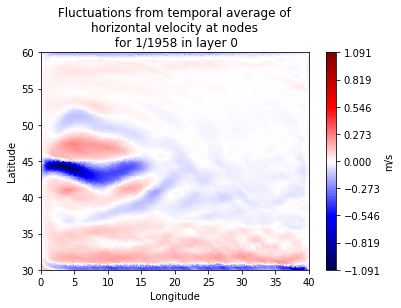 Fluctuations from temporal average of
horizontal velocity at nodes
for 1/1958 in layer 0
60
55
50
45
40
35
30
Latitude
0 5 10 15 20 25 30 35 40
Longitude
1.091
0.819
0.546
0.273
0.000
−0.273
−0.546
−0.819
−1.091
m/s